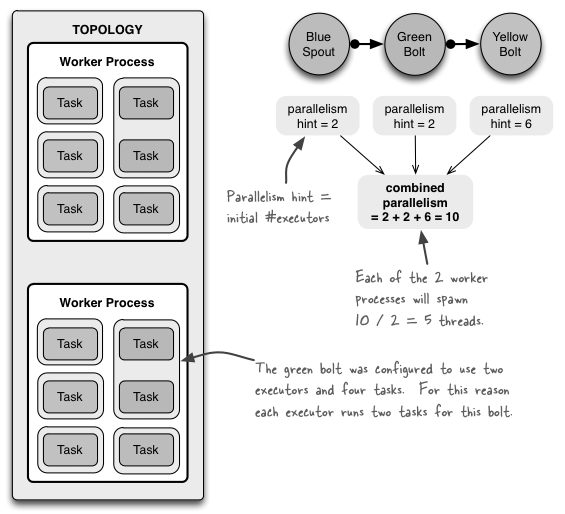 TOPOLOGY
Worker Process
Task
Task
Task
Task
Task
Task
Worker Process
Task
Task
Task
Task
Task
Task
Blue
Spout
Green
Bolt
Yellow
Bolt
parallelism
hint = 2
parallelism
hint = 2
parallelism
hint = 6
Parallelism hint =
initial #executors
combined
parallelism
= 2 + 2 + 6 = 10
Each of the 2 worker
processes will spawn
10 / 2 = 5 threads.
The green bolt was configured to use two
executors and four tasks. For this reason
each executor runs two tasks for this bolt.